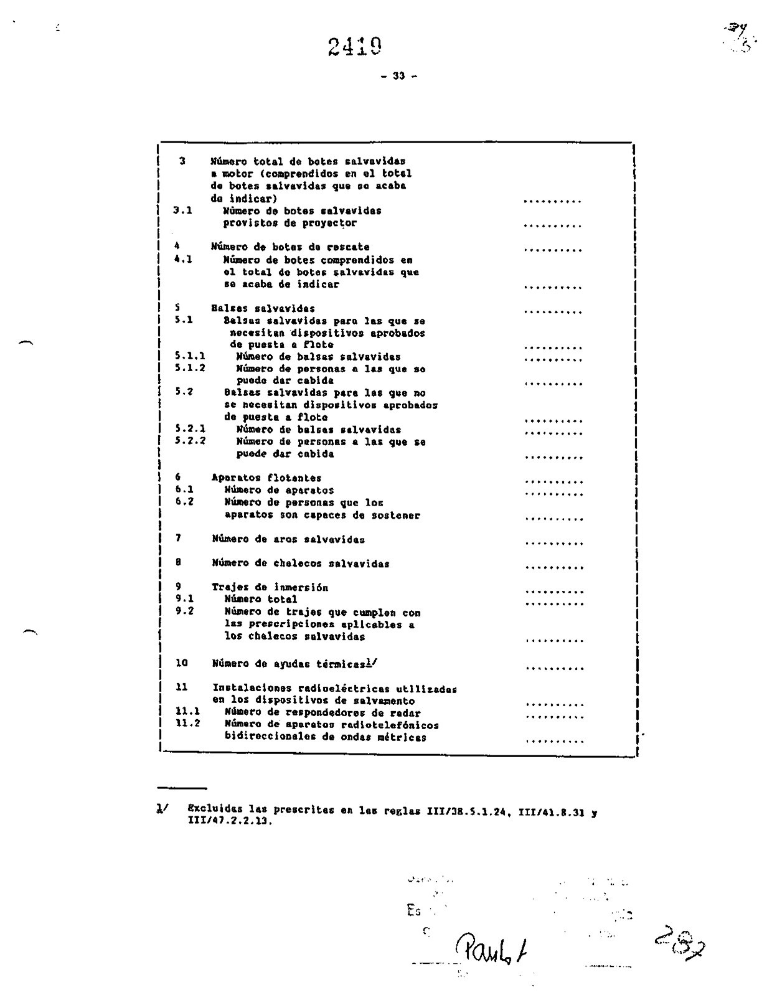 2419
- 33 -
3 Número total de botes salvavidas
a motor (comprendidos en el total
de botes salvavidas que se acaba
de indicar) ..........
3.1 Número de botes salvavidas
provistos de proyector ..........
4 Número de botes de rescate ..........
4.1 Número de botes comprendidos en
el total de botes salvavidas que
se acaba de indicar ..........
5 Balsas salvavidas ..........
5.1 Balsas salvavidas para las que se
necesitan dispositivos aprobados
de puesta a flote ..........
5.1.1 Número de balsas salvavidas ..........
5.1.2 Número de personas a las que se
puede dar cabida ..........
5.2 Balsas salvavidas para las que no
se necesitan dispositivos aprobados
de puesta a flote ..........
5.2.1 Número de balsas salvavidas ..........
5.2.2 Número de personas a las que se
puede dar cabida ..........
6 Aparatos flotantes ..........
6.1 Número de aparatos ..........
6.2 Número de personas que los
aparatos son capaces de sostener ..........
7 Número de aros salvavidas ..........
8 Número de chalecos salvavidas ..........
9 Trajes de inmersión ..........
9.1 Número total ..........
9.2 Número de trajes que cumplen con
las prescripciones aplicables a
los chalecos salvavidas ..........
10 Número de ayudas térmicas1/ ..........
11 Instalaciones radioeléctricas utilizadas
en los dispositivos de salvamento ..........
11.1 Número de respondedores de radar ..........
11.2 Número de aparatos radiotelefónicos
bidireccionales de ondas métricas ..........
1/ Excluidas las prescritas en las reglas III/38.5.1.24, III/41.8.31 y
III/47.2.2.13.
Es
287